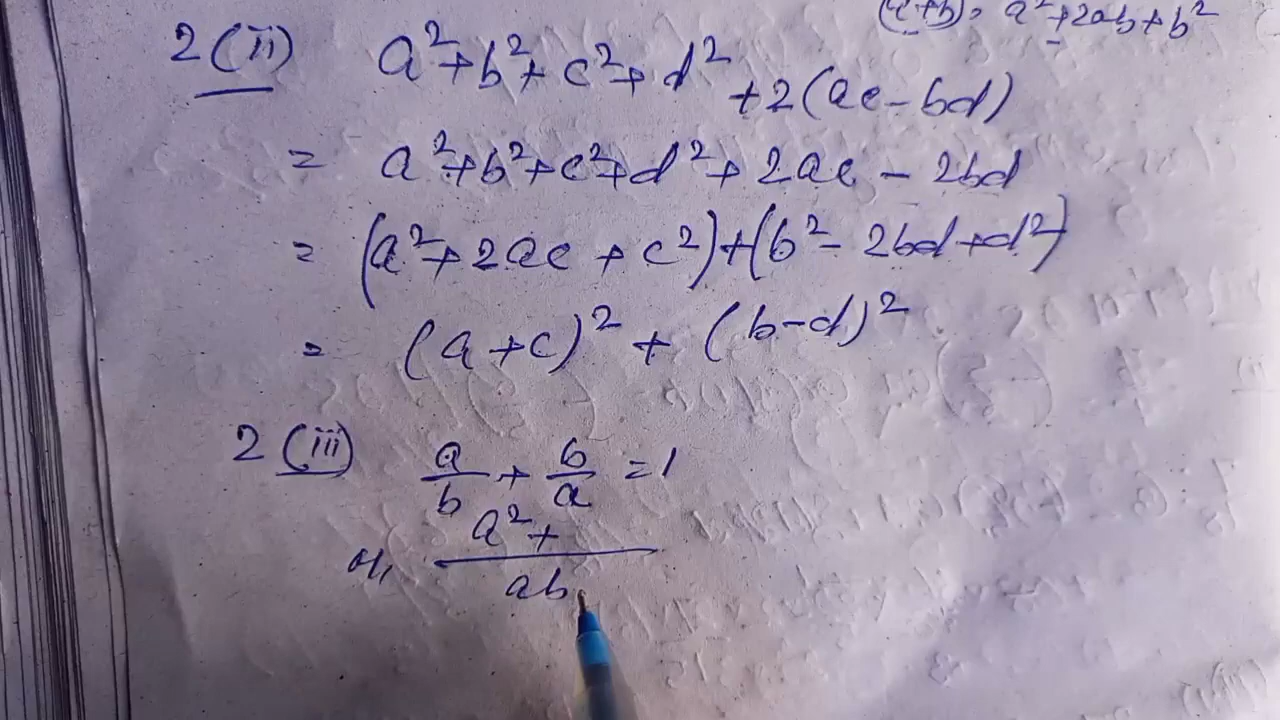 (a+b)² = a²+2ab+b²
2(ii) a²+b²+c²+d²+2(ac-bd)
= a²+b²+c²+d²+2ac-2bd
= (a²+2ac+c²)+(b²-2bd+d²)
= (a+c)²+(b-d)²
2(iii) a/b + b/a = 1
or, a²+ / ab